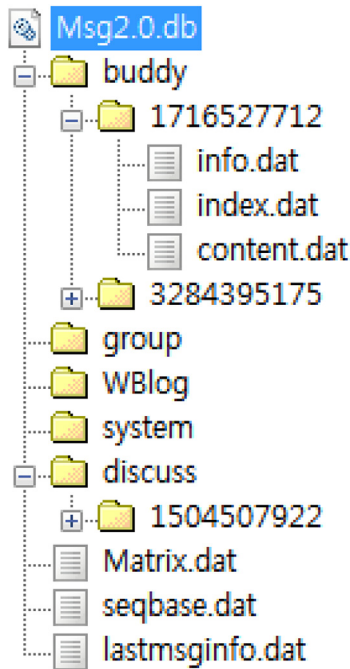 Msg2.0.db
buddy
1716527712
info.dat
index.dat
content.dat
3284395175
group
WBlog
system
discuss
1504507922
Matrix.dat
seqbase.dat
lastmsginfo.dat